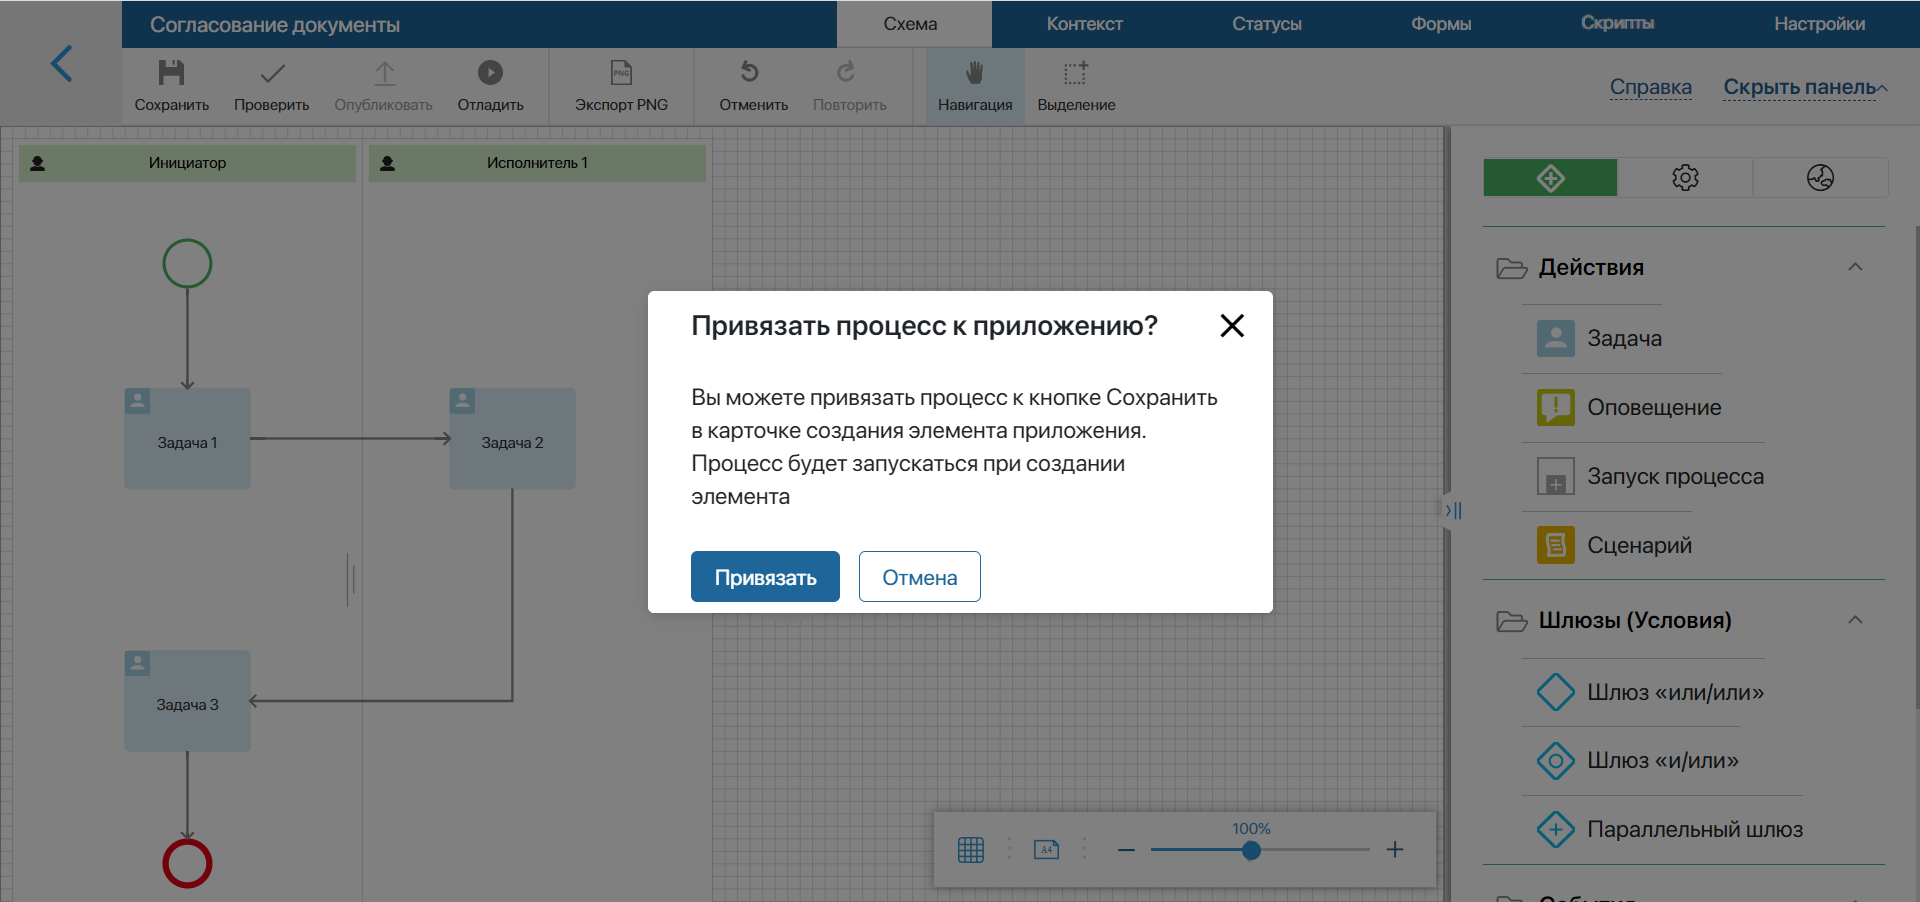 Согласование документы
Схема
Контекст
Статусы
Формы
Скрипты
Настройки
Сохранить
Проверить
Опубликовать
Отладить
PNG
Экспорт PNG
Отменить
Повторить
Навигация
Выделение
Справка
Скрыть панель
Инициатор
Исполнитель 1
Задача 1
Задача 2
Задача 3
Привязать процесс к приложению?
Вы можете привязать процесс к кнопке Сохранить
в карточке создания элемента приложения.
Процесс будет запускаться при создании
элемента
Привязать
Отмена
A4
100%
Действия
Задача
Оповещение
Запуск процесса
Сценарий
Шлюзы (Условия)
Шлюз «или/или»
Шлюз «и/или»
Параллельный шлюз
События